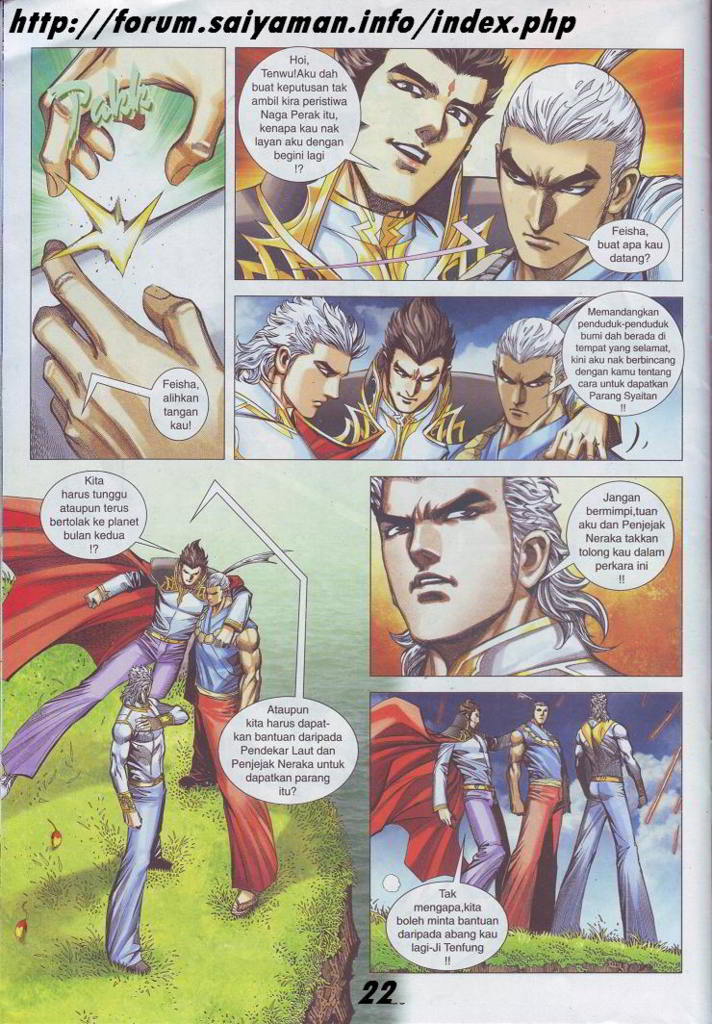 http://forum.saiyaman.info/index.php
Pakk
Feisha,
alihkan
tangan
kau!
Hoi,
Tenwu!Aku dah
buat keputusan tak
ambil kira peristiwa
Naga Perak itu,
kenapa kau nak
layan aku dengan
begini lagi
!?
Feisha,
buat apa kau
datang?
Memandangkan
penduduk-penduduk
bumi dah berada di
tempat yang selamat,
kini aku nak berbincang
dengan kamu tentang
cara untuk dapatkan
Parang Syaitan
!!
Kita
harus tunggu
ataupun terus
bertolak ke planet
bulan kedua
!?
Ataupun
kita harus dapat-
kan bantuan daripada
Pendekar Laut dan
Penjejak Neraka untuk
dapatkan parang
itu?
Jangan
bermimpi,tuan
aku dan Penjejak
Neraka takkan
tolong kau dalam
perkara ini
!!
Tak
mengapa,kita
boleh minta bantuan
daripada abang kau
lagi-Ji Tenfung
!!
22